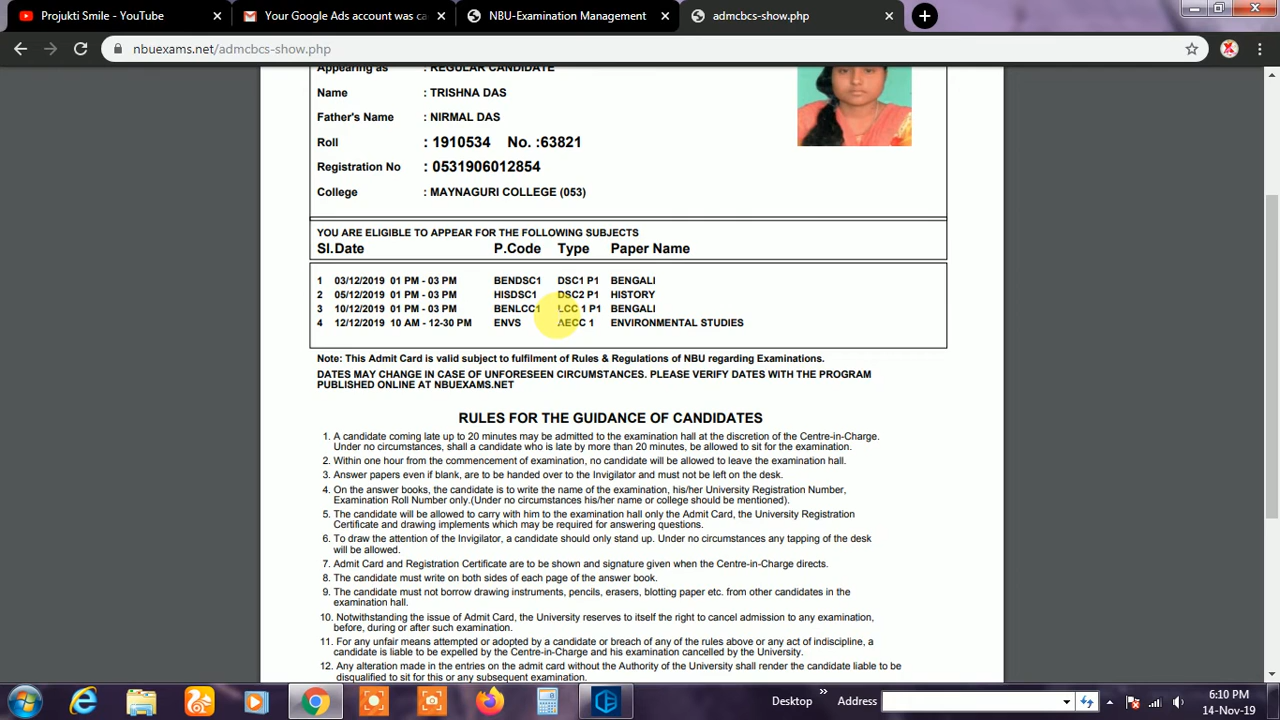 Projukti Smile - YouTube
Your Google Ads account was ca
NBU-Examination Management
admcbcs-show.php
nbuexams.net/admcbcs-show.php
Appearing as : REGULAR CANDIDATE
Name : TRISHNA DAS
Father's Name : NIRMAL DAS
Roll : 1910534 No. :63821
Registration No : 0531906012854
College : MAYNAGURI COLLEGE (053)
YOU ARE ELIGIBLE TO APPEAR FOR THE FOLLOWING SUBJECTS
Sl.Date P.Code Type Paper Name
1 03/12/2019 01 PM - 03 PM BENDSC1 DSC1 P1 BENGALI
2 05/12/2019 01 PM - 03 PM HISDSC1 DSC2 P1 HISTORY
3 10/12/2019 01 PM - 03 PM BENLCC1 LCC 1 P1 BENGALI
4 12/12/2019 10 AM - 12-30 PM ENVS AECC 1 ENVIRONMENTAL STUDIES
Note: This Admit Card is valid subject to fulfilment of Rules & Regulations of NBU regarding Examinations.
DATES MAY CHANGE IN CASE OF UNFORESEEN CIRCUMSTANCES. PLEASE VERIFY DATES WITH THE PROGRAM
PUBLISHED ONLINE AT NBUEXAMS.NET
RULES FOR THE GUIDANCE OF CANDIDATES
1. A candidate coming late up to 20 minutes may be admitted to the examination hall at the discretion of the Centre-in-Charge.
Under no circumstances, shall a candidate who is late by more than 20 minutes, be allowed to sit for the examination.
2. Within one hour from the commencement of examination, no candidate will be allowed to leave the examination hall.
3. Answer papers even if blank, are to be handed over to the Invigilator and must not be left on the desk.
4. On the answer books, the candidate is to write the name of the examination, his/her University Registration Number,
Examination Roll Number only.(Under no circumstances his/her name or college should be mentioned).
5. The candidate will be allowed to carry with him to the examination hall only the Admit Card, the University Registration
Certificate and drawing implements which may be required for answering questions.
6. To draw the attention of the Invigilator, a candidate should only stand up. Under no circumstances any tapping of the desk
will be allowed.
7. Admit Card and Registration Certificate are to be shown and signature given when the Centre-in-Charge directs.
8. The candidate must write on both sides of each page of the answer book.
9. The candidate must not borrow drawing instruments, pencils, erasers, blotting paper etc. from other candidates in the
examination hall.
10. Notwithstanding the issue of Admit Card, the University reserves to itself the right to cancel admission to any examination,
before, during or after such examination.
11. For any unfair means attempted or adopted by a candidate or breach of any of the rules above or any act of indiscipline, a
candidate is liable to be expelled by the Centre-in-Charge and his examination cancelled by the University.
12. Any alteration made in the entries on the admit card without the Authority of the University shall render the candidate liable to be
disqualified to sit for this or any subsequent examination.
Desktop
Address
6:10 PM
14-Nov-19